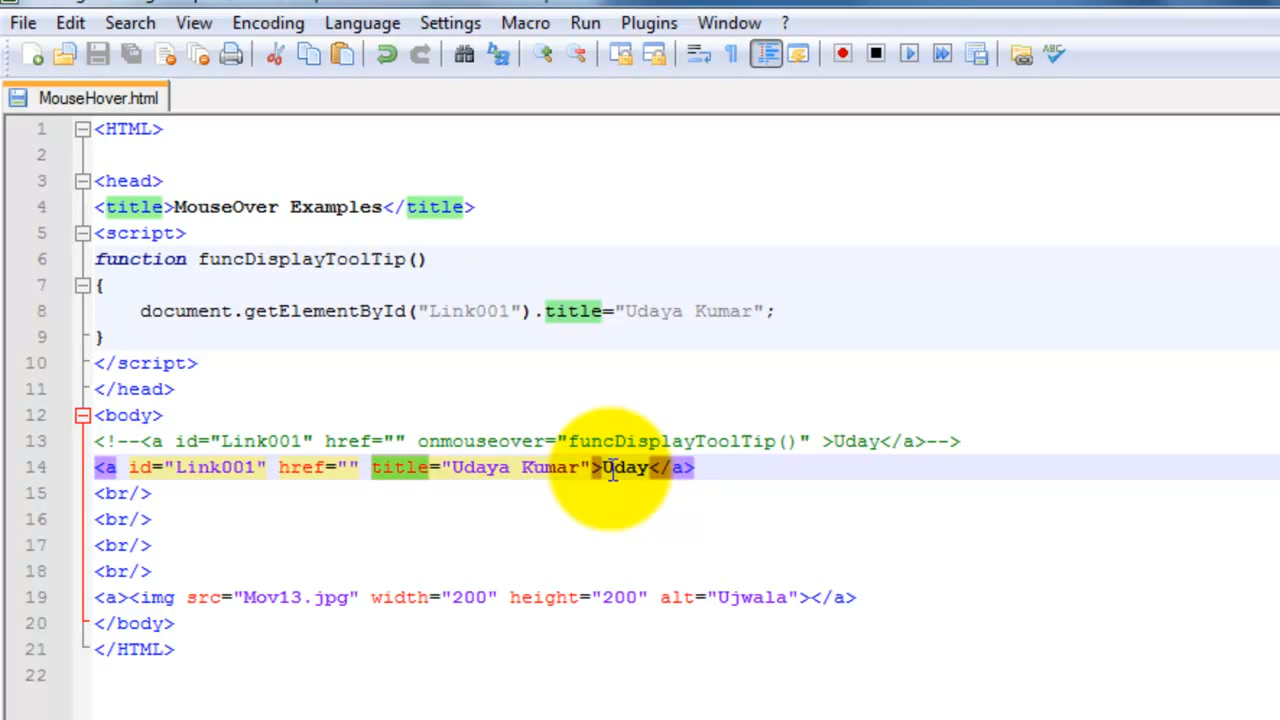 File Edit Search View Encoding Language Settings Macro Run Plugins Window ?
ABC
MouseHover.html
1 <HTML>
2
3 <head>
4 <title>MouseOver Examples</title>
5 <script>
6 function funcDisplayToolTip()
7 {
8 document.getElementById("Link001").title="Udaya Kumar";
9 }
10 </script>
11 </head>
12 <body>
13 <!--<a id="Link001" href="" onmouseover="funcDisplayToolTip()" >Uday</a>-->
14 <a id="Link001" href="" title="Udaya Kumar">Uday</a>
15 <br/>
16 <br/>
17 <br/>
18 <br/>
19 <a><img src="Mov13.jpg" width="200" height="200" alt="Ujwala"></a>
20 </body>
21 </HTML>
22